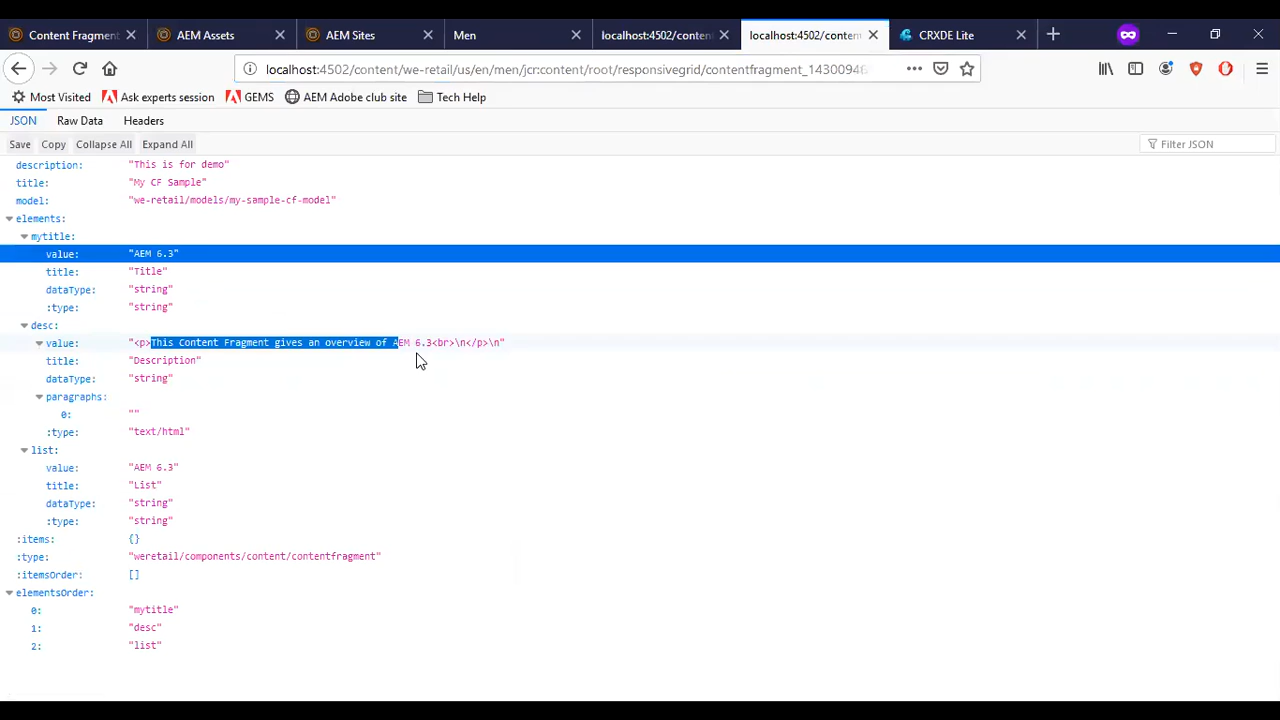 Content Fragment
AEM Assets
AEM Sites
Men
localhost:4502/conten
localhost:4502/conten
CRXDE Lite
localhost:4502/content/we-retail/us/en/men/jcr:content/root/responsivegrid/contentfragment_14300946
Most Visited
Ask experts session
GEMS
AEM Adobe club site
Tech Help
JSON
Raw Data
Headers
Save
Copy
Collapse All
Expand All
Filter JSON
description: "This is for demo"
title: "My CF Sample"
model: "we-retail/models/my-sample-cf-model"
elements:
mytitle:
value: "AEM 6.3"
title: "Title"
dataType: "string"
:type: "string"
desc:
value: "<p>This Content Fragment gives an overview of AEM 6.3<br>\n</p>\n"
title: "Description"
dataType: "string"
paragraphs:
0: ""
:type: "text/html"
list:
value: "AEM 6.3"
title: "List"
dataType: "string"
:type: "string"
:items: {}
:type: "weretail/components/content/contentfragment"
:itemsOrder: []
elementsOrder:
0: "mytitle"
1: "desc"
2: "list"